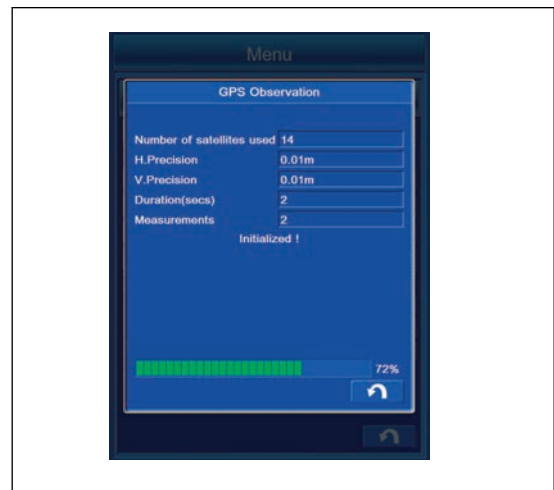 Menu
GPS Observation
Number of satellites used 14
H.Precision 0.01m
V.Precision 0.01m
Duration(secs) 2
Measurements 2
Initialized !
72%